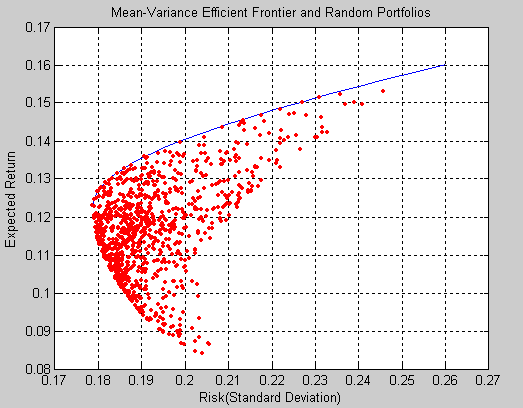 Mean-Variance Efficient Frontier and Random Portfolios
0.17
0.16
0.15
0.14
0.13
0.12
0.11
0.1
0.09
0.08
Expected Return
0.17 0.18 0.19 0.2 0.21 0.22 0.23 0.24 0.25 0.26 0.27
Risk(Standard Deviation)